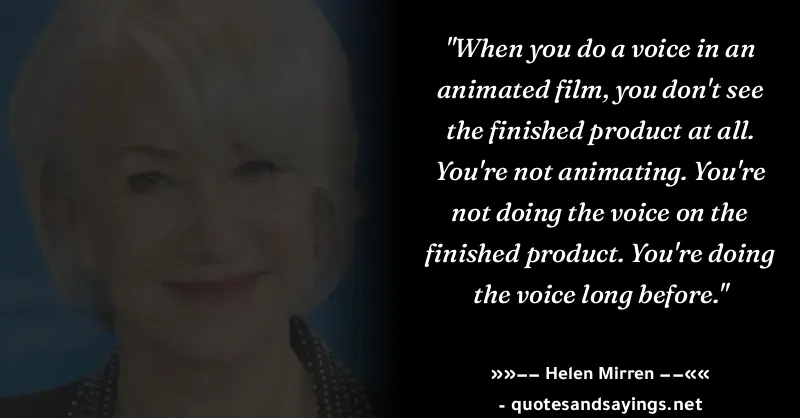 "When you do a voice in an
animated film, you don't see
the finished product at all.
You're not animating. You're
not doing the voice on the
finished product. You're doing
the voice long before."
»»−− Helen Mirren −−««
- quotesandsayings.net